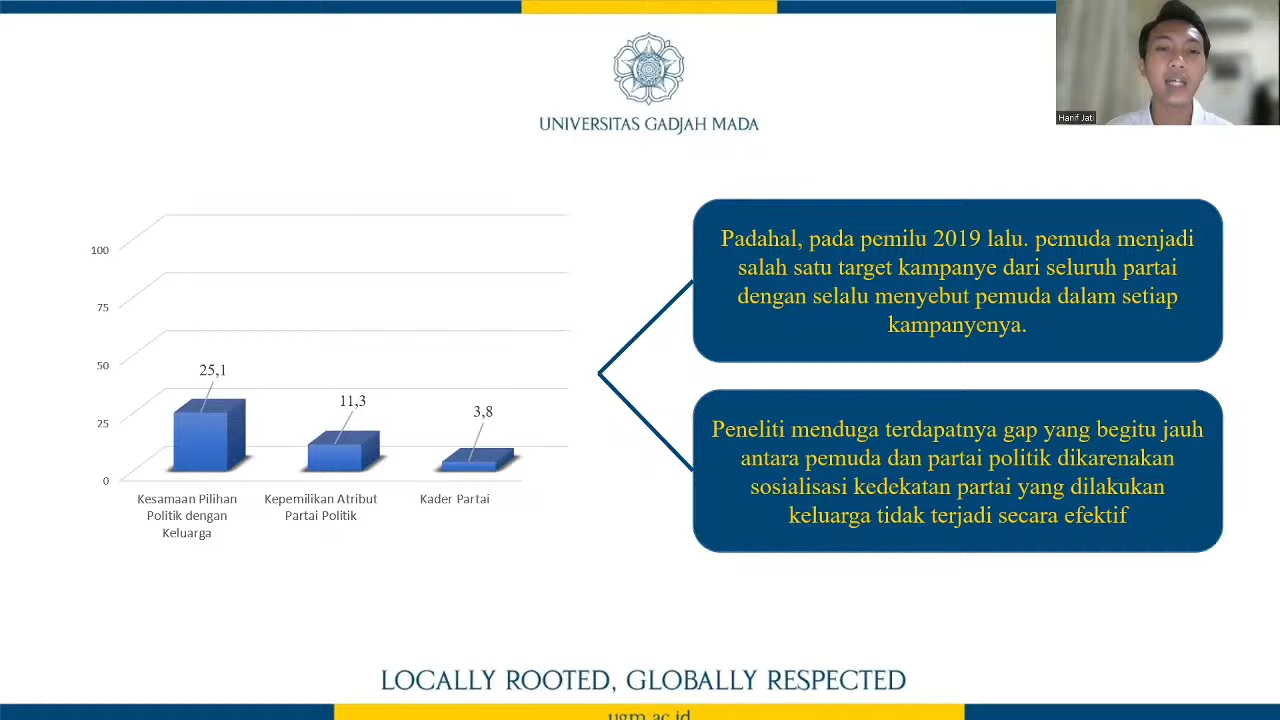 UNIVERSITAS GADJAH MADA
Hanif Jati
100
75
50
25
0
25,1
11,3
3,8
Kesamaan Pilihan
Politik dengan
Keluarga
Kepemilikan Atribut
Partai Politik
Kader Partai
Padahal, pada pemilu 2019 lalu. pemuda menjadi
salah satu target kampanye dari seluruh partai
dengan selalu menyebut pemuda dalam setiap
kampanyenya.
Peneliti menduga terdapatnya gap yang begitu jauh
antara pemuda dan partai politik dikarenakan
sosialisasi kedekatan partai yang dilakukan
keluarga tidak terjadi secara efektif
LOCALLY ROOTED, GLOBALLY RESPECTED
ugm.ac.id